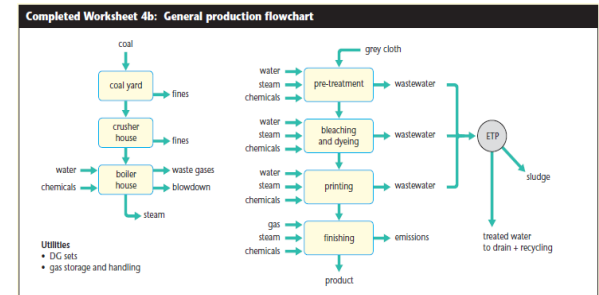 Completed Worksheet 4b: General production flowchart
coal
coal yard
fines
crusher
house
fines
water
chemicals
boiler
house
waste gases
blowdown
steam
Utilities
• DG sets
• gas storage and handling
grey cloth
water
steam
chemicals
pre-treatment
wastewater
water
steam
chemicals
bleaching
and dyeing
wastewater
water
steam
chemicals
printing
wastewater
gas
steam
chemicals
finishing
emissions
product
ETP
sludge
treated water
to drain + recycling